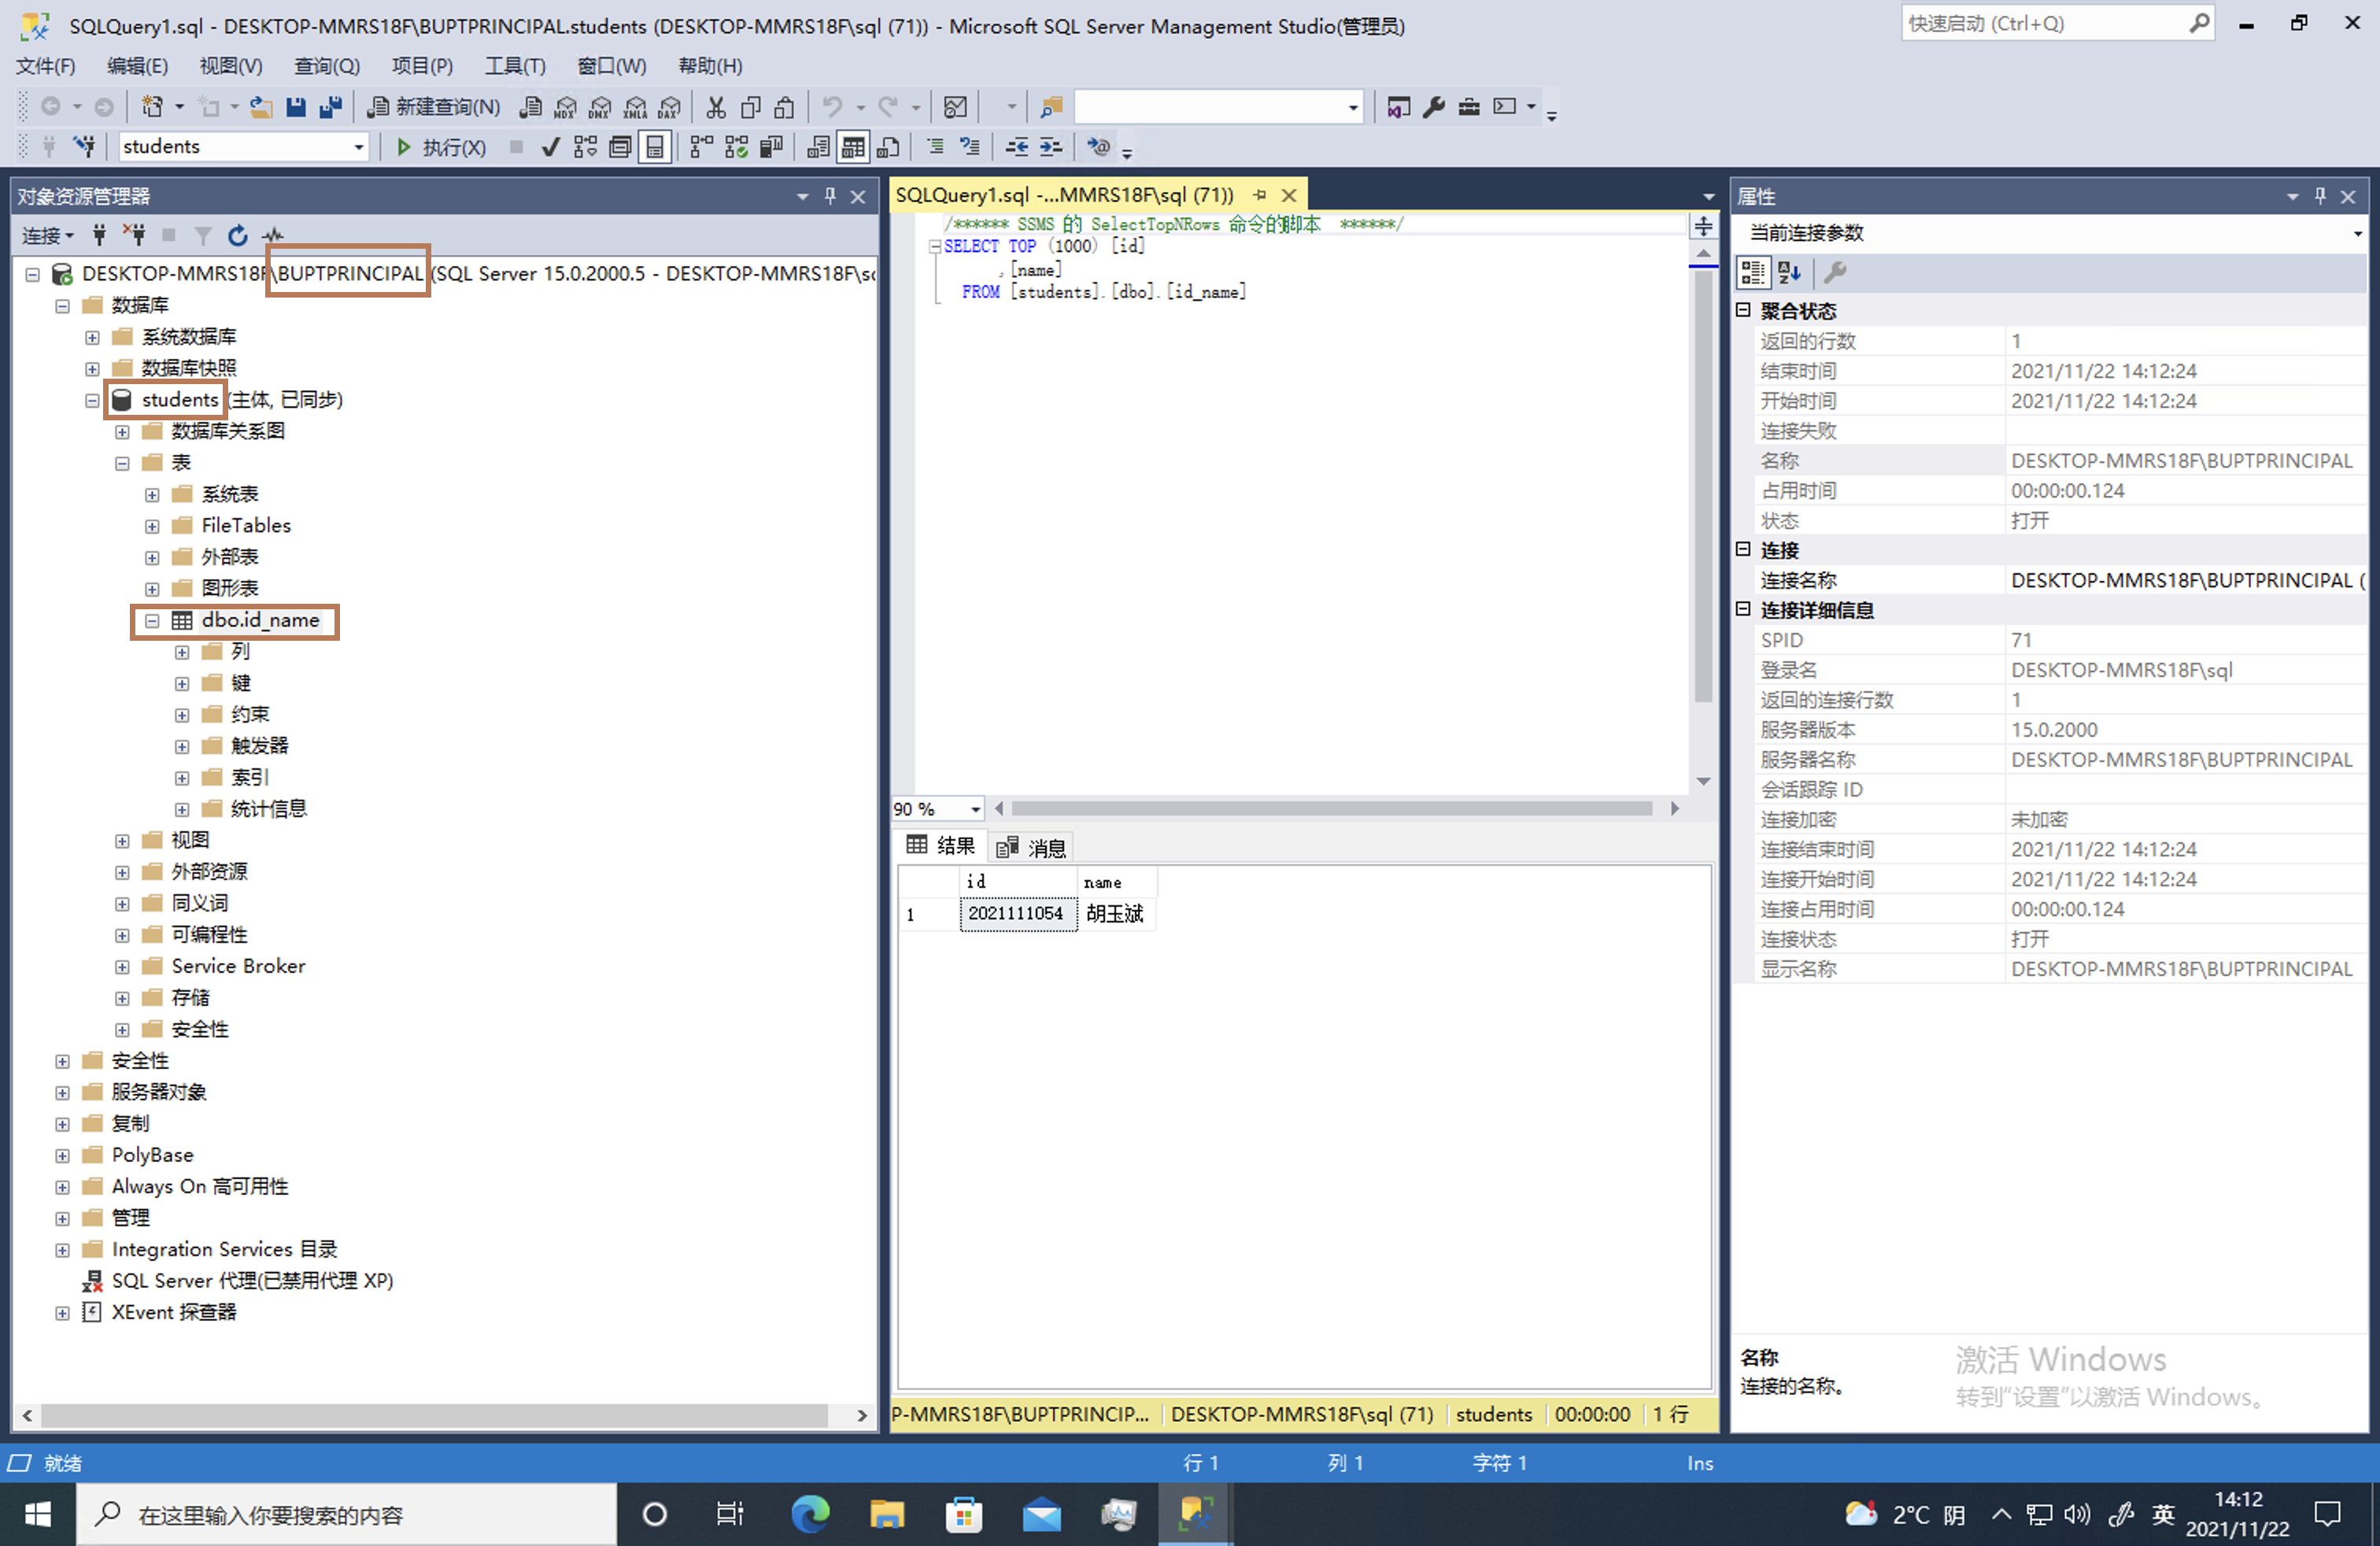 SQLQuery1.sql - DESKTOP-MMRS18F\BUPTPRINCIPAL.students (DESKTOP-MMRS18F\sql (71)) - Microsoft SQL Server Management Studio(管理员)
快速启动 (Ctrl+Q)
文件(F) 编辑(E) 视图(V) 查询(Q) 项目(P) 工具(T) 窗口(W) 帮助(H)
新建查询(N) MDX DMX XMLA DAX
students 执行(X)
对象资源管理器
连接
DESKTOP-MMRS18F\BUPTPRINCIPAL (SQL Server 15.0.2000.5 - DESKTOP-MMRS18F\sc
数据库
系统数据库
数据库快照
students (主体, 已同步)
数据库关系图
表
系统表
FileTables
外部表
图形表
dbo.id_name
列
键
约束
触发器
索引
统计信息
视图
外部资源
同义词
可编程性
Service Broker
存储
安全性
安全性
服务器对象
复制
PolyBase
Always On 高可用性
管理
Integration Services 目录
SQL Server 代理(已禁用代理 XP)
XEvent 探查器
SQLQuery1.sql -...MMRS18F\sql (71))
/****** SSMS 的 SelectTopNRows 命令的脚本 ******/
SELECT TOP (1000) [id]
,[name]
FROM [students].[dbo].[id_name]
90 %
结果 消息
id name
1 2021111054 胡玉斌
P-MMRS18F\BUPTPRINCIP... DESKTOP-MMRS18F\sql (71) students 00:00:00 1 行
属性
当前连接参数
聚合状态
返回的行数 1
结束时间 2021/11/22 14:12:24
开始时间 2021/11/22 14:12:24
连接失败
名称 DESKTOP-MMRS18F\BUPTPRINCIPAL
占用时间 00:00:00.124
状态 打开
连接
连接名称 DESKTOP-MMRS18F\BUPTPRINCIPAL (
连接详细信息
SPID 71
登录名 DESKTOP-MMRS18F\sql
返回的连接行数 1
服务器版本 15.0.2000
服务器名称 DESKTOP-MMRS18F\BUPTPRINCIPAL
会话跟踪 ID
连接加密 未加密
连接结束时间 2021/11/22 14:12:24
连接开始时间 2021/11/22 14:12:24
连接占用时间 00:00:00.124
连接状态 打开
显示名称 DESKTOP-MMRS18F\BUPTPRINCIPAL
名称
连接的名称。
激活 Windows
转到“设置”以激活 Windows。
就绪 行 1 列 1 字符 1 Ins
在这里输入你要搜索的内容
2°C 阴 英 14:12
2021/11/22